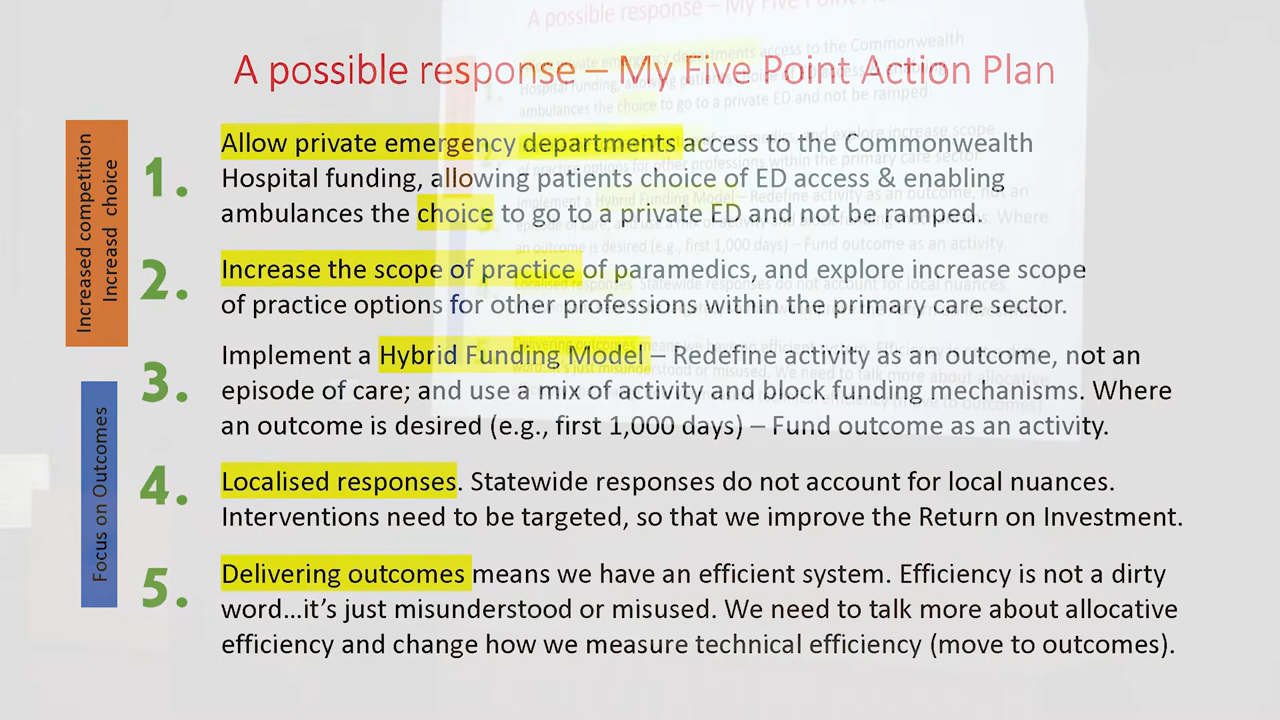 A possible response – My Five Point Action Plan
Increased competition
Increasd choice
1.
Allow private emergency departments access to the Commonwealth
Hospital funding, allowing patients choice of ED access & enabling
ambulances the choice to go to a private ED and not be ramped.
2.
Increase the scope of practice of paramedics, and explore increase scope
of practice options for other professions within the primary care sector.
Focus on Outcomes
3.
Implement a Hybrid Funding Model – Redefine activity as an outcome, not an
episode of care; and use a mix of activity and block funding mechanisms. Where
an outcome is desired (e.g., first 1,000 days) – Fund outcome as an activity.
4.
Localised responses. Statewide responses do not account for local nuances.
Interventions need to be targeted, so that we improve the Return on Investment.
5.
Delivering outcomes means we have an efficient system. Efficiency is not a dirty
word...it's just misunderstood or misused. We need to talk more about allocative
efficiency and change how we measure technical efficiency (move to outcomes).